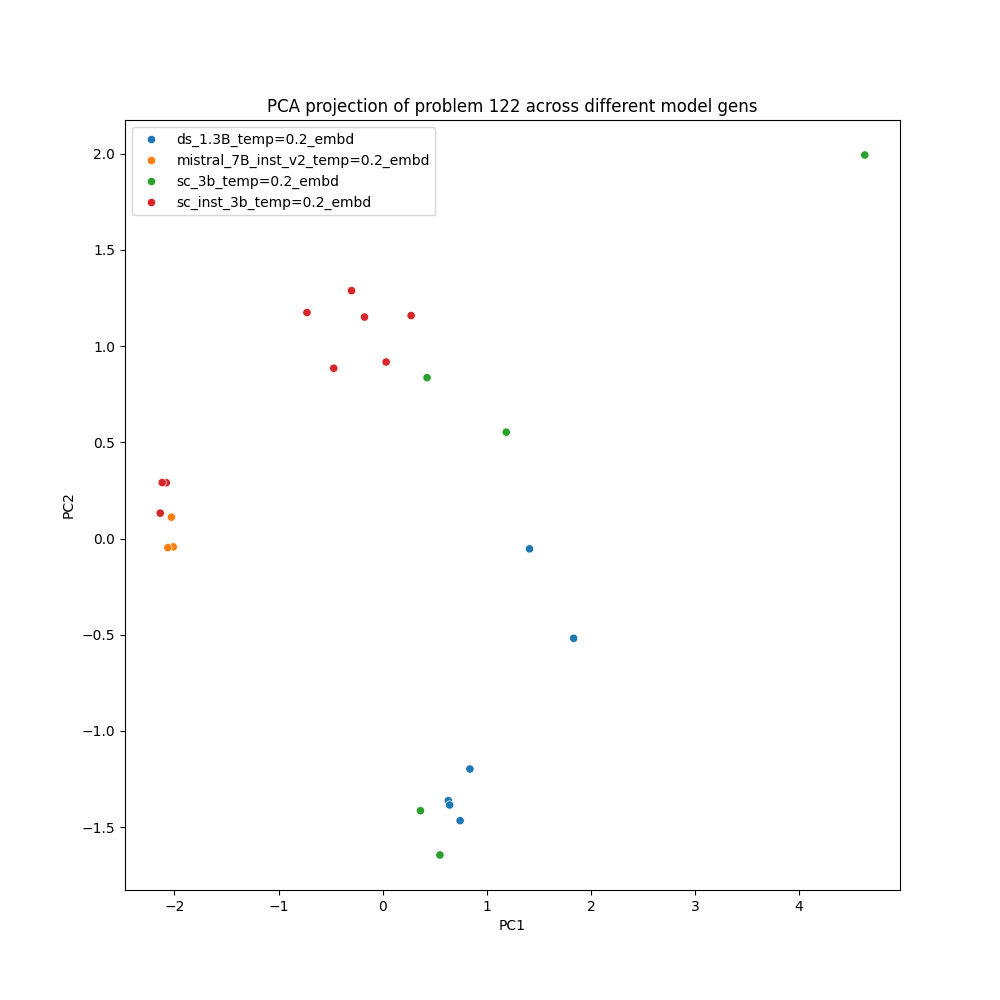 PCA projection of problem 122 across different model gens
ds_1.3B_temp=0.2_embd
mistral_7B_inst_v2_temp=0.2_embd
sc_3b_temp=0.2_embd
sc_inst_3b_temp=0.2_embd
2.0
1.5
1.0
0.5
0.0
−0.5
−1.0
−1.5
PC2
−2 −1 0 1 2 3 4
PC1